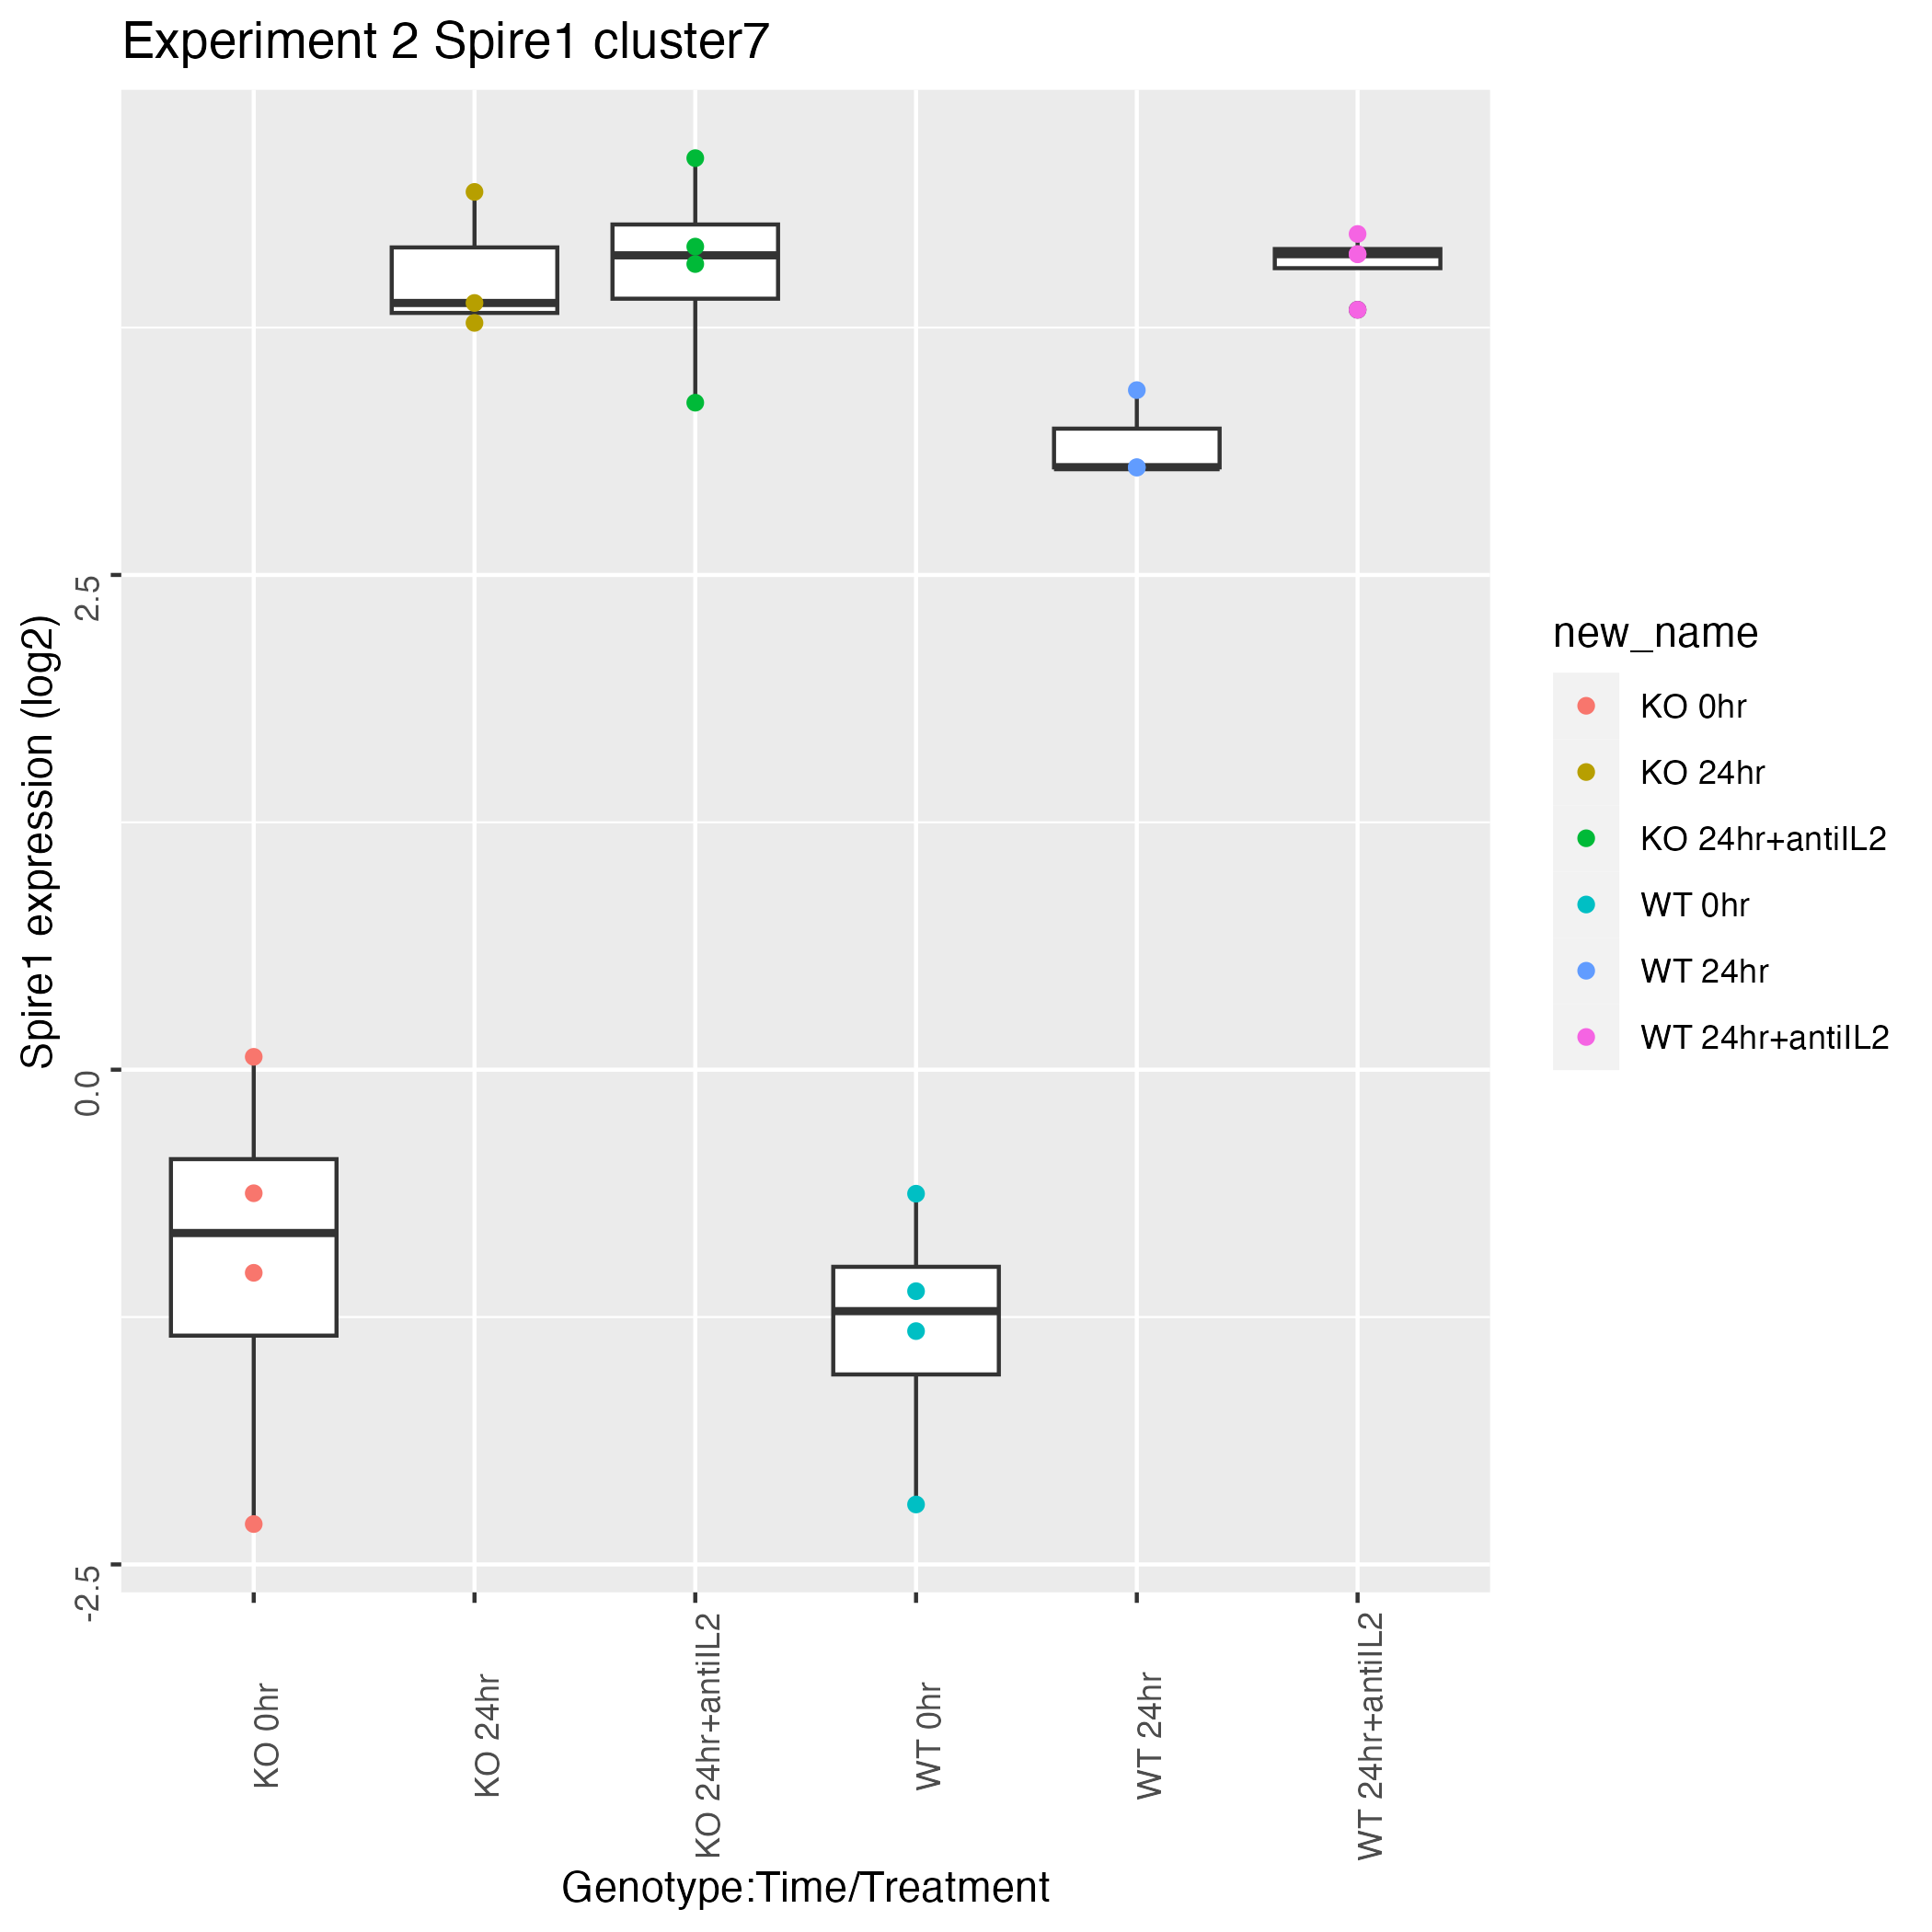 Experiment 2 Spire1 cluster7
Spire1 expression (log2)
2.5
0.0
-2.5
KO 0hr
KO 24hr
KO 24hr+antiIL2
WT 0hr
WT 24hr
WT 24hr+antiIL2
Genotype:Time/Treatment
new_name
KO 0hr
KO 24hr
KO 24hr+antiIL2
WT 0hr
WT 24hr
WT 24hr+antiIL2